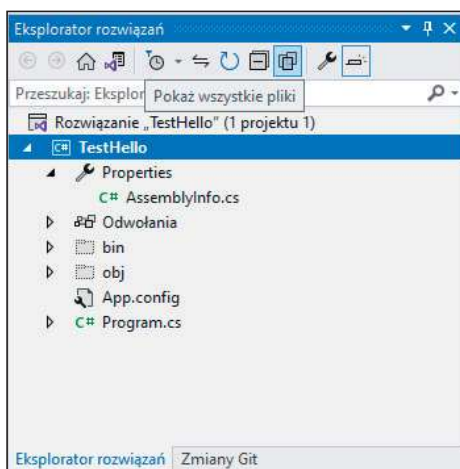 Eksplorator rozwiązań
Przeszukaj: Eksplor
Pokaż wszystkie pliki
Rozwiązanie „TestHello” (1 projektu 1)
C# TestHello
Properties
C# AssemblyInfo.cs
Odwołania
bin
obj
App.config
C# Program.cs
Eksplorator rozwiązań Zmiany Git